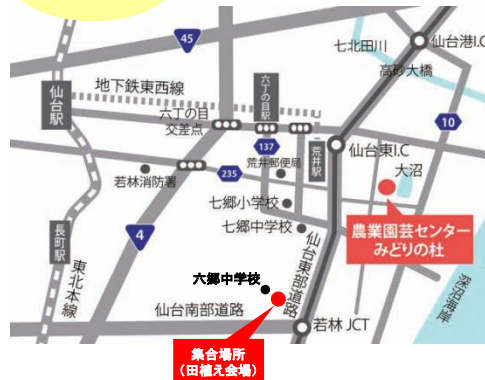 45
仙台港I.C
七北田川
高砂大橋
地下鉄東西線
仙台駅
六丁の目駅
六丁の目
交差点
10
137
荒井駅
仙台東I.C
荒井郵便局
大沼
若林消防署
235
七郷小学校
七郷中学校
農業園芸センター
みどりの杜
長町駅
4
東北本線
仙台東部道路
深沼海岸
六郷中学校
仙台南部道路
若林 JCT
集合場所
(田植え会場)